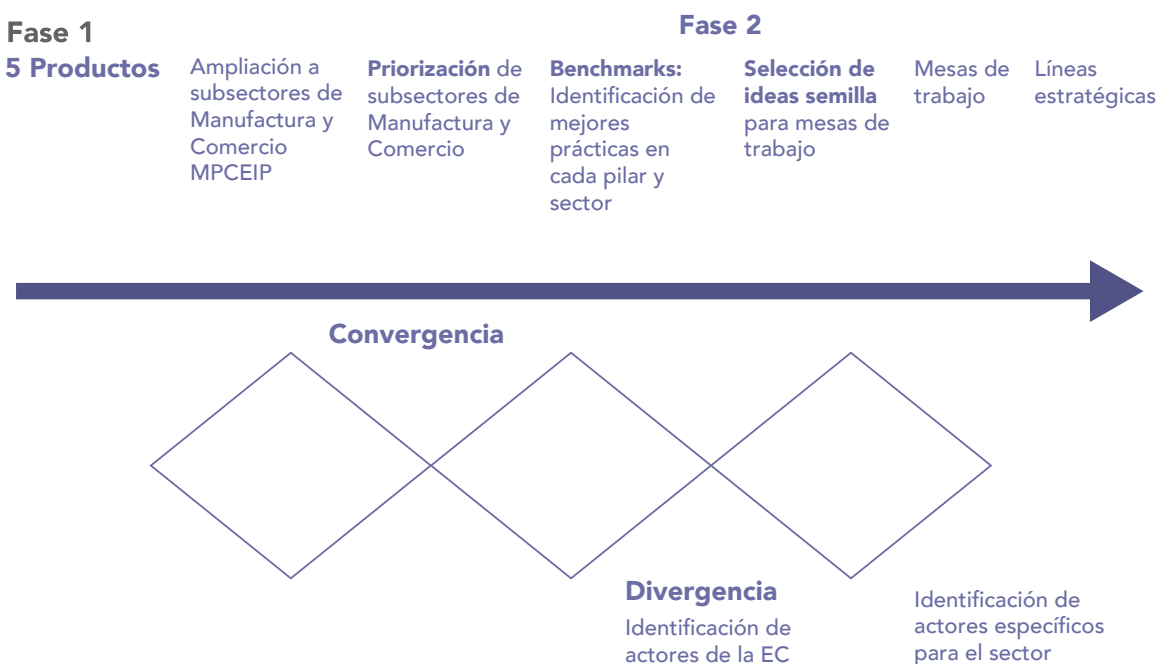 Fase 1
Fase 2
5 Productos
Ampliación a
subsectores de
Manufactura y
Comercio
MPCEIP
Priorización de
subsectores de
Manufactura y
Comercio
Benchmarks:
Identificación de
mejores
prácticas en
cada pilar y
sector
Selección de
ideas semilla
para mesas de
trabajo
Mesas de
trabajo
Líneas
estratégicas
Convergencia
Divergencia
Identificación de
actores de la EC
Identificación de
actores específicos
para el sector